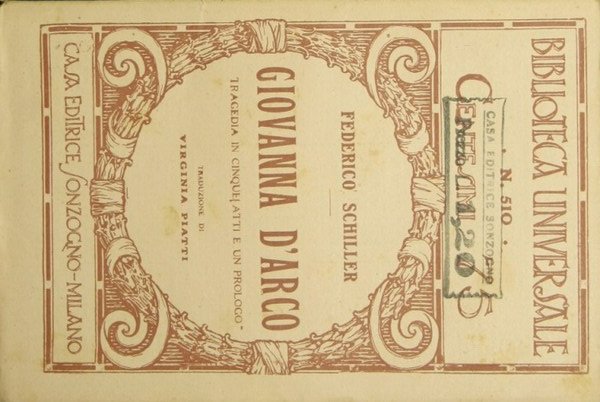 BIBLIOTECA UNIVERSALE
· N. 510 ·
CASA EDITRICE SONZOGNO
FEDERICO SCHILLER
GIOVANNA D'ARCO
TRAGEDIA IN CINQUE ATTI E UN PROLOGO
TRADUZIONE DI
VIRGINIA PIATTI
CASA EDITRICE SONZOGNO-MILANO